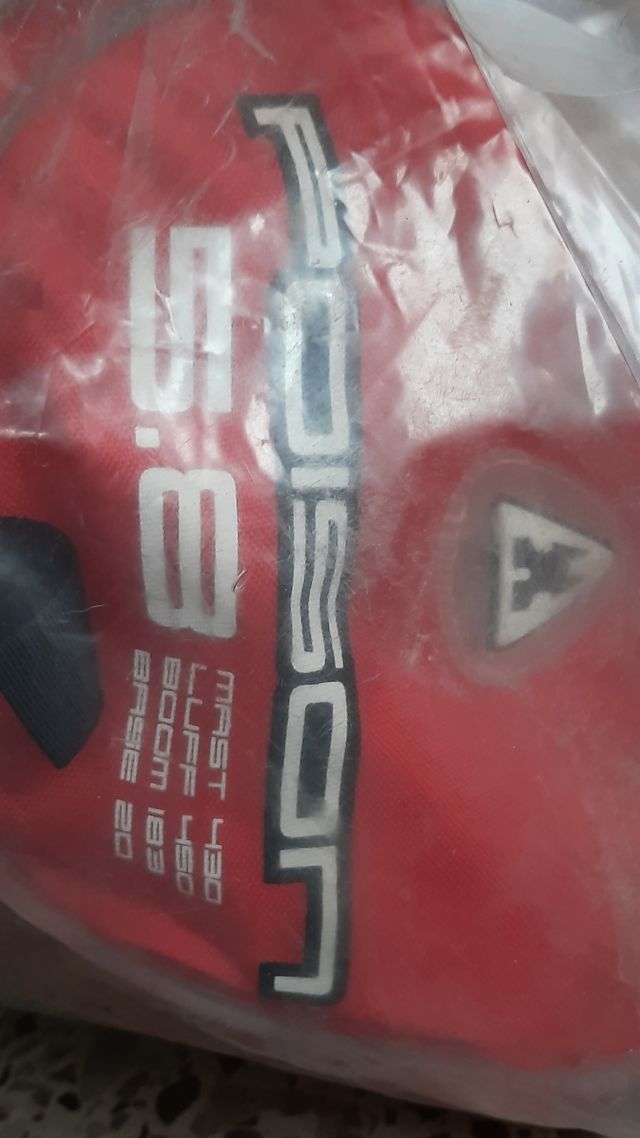 POISON
5.8
MAST 430
LUFF 450
BOOM 183
BASE 20